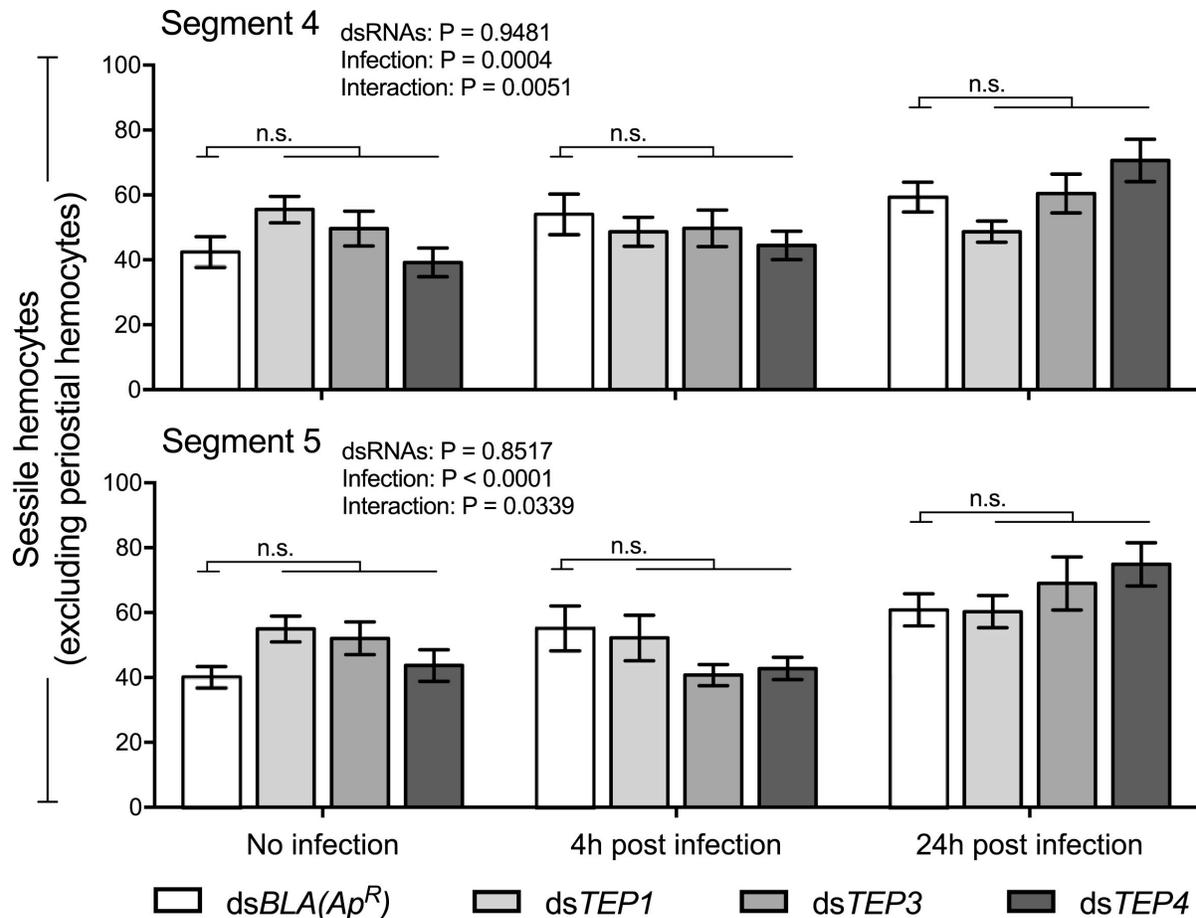 Segment 4
dsRNAs: P = 0.9481
Infection: P = 0.0004
Interaction: P = 0.0051
100
80
60
40
20
0
n.s.
n.s.
n.s.
Sessile hemocytes
(excluding periostial hemocytes)
Segment 5
dsRNAs: P = 0.8517
Infection: P < 0.0001
Interaction: P = 0.0339
100
80
60
40
20
0
n.s.
n.s.
n.s.
No infection 4h post infection 24h post infection
dsBLA(Ap^R) dsTEP1 dsTEP3 dsTEP4